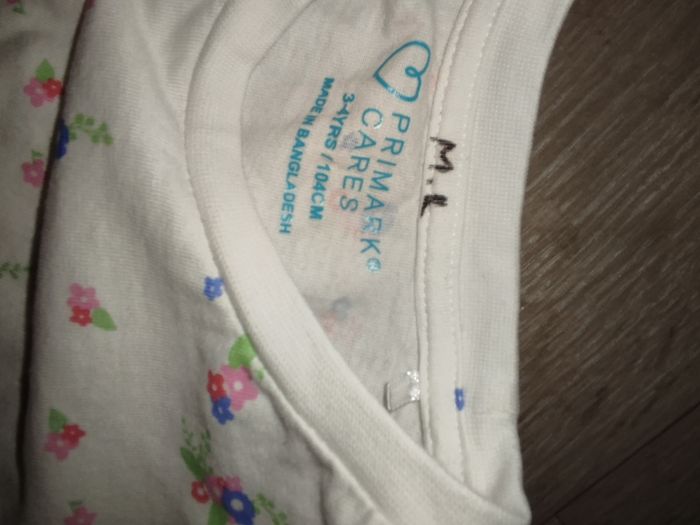 M.K
PRIMARK®
CARES
3-4YRS / 104CM
MADE IN BANGLADESH